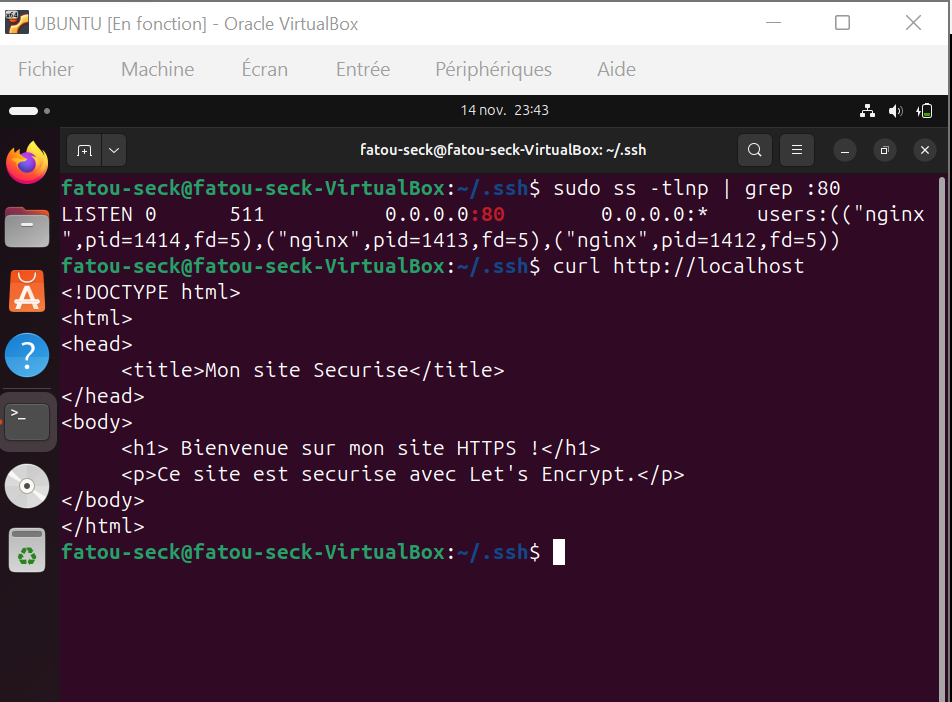 UBUNTU [En fonction] - Oracle VirtualBox
Fichier Machine Écran Entrée Périphériques Aide
14 nov. 23:43
fatou-seck@fatou-seck-VirtualBox: ~/.ssh
fatou-seck@fatou-seck-VirtualBox:~/.ssh$ sudo ss -tlnp | grep :80
LISTEN 0      511          0.0.0.0:80        0.0.0.0:*    users:(("nginx
",pid=1414,fd=5),("nginx",pid=1413,fd=5),("nginx",pid=1412,fd=5))
fatou-seck@fatou-seck-VirtualBox:~/.ssh$ curl http://localhost
<!DOCTYPE html>
<html>
<head>
     <title>Mon site Securise</title>
</head>
<body>
     <h1> Bienvenue sur mon site HTTPS !</h1>
     <p>Ce site est securise avec Let's Encrypt.</p>
</body>
</html>
fatou-seck@fatou-seck-VirtualBox:~/.ssh$